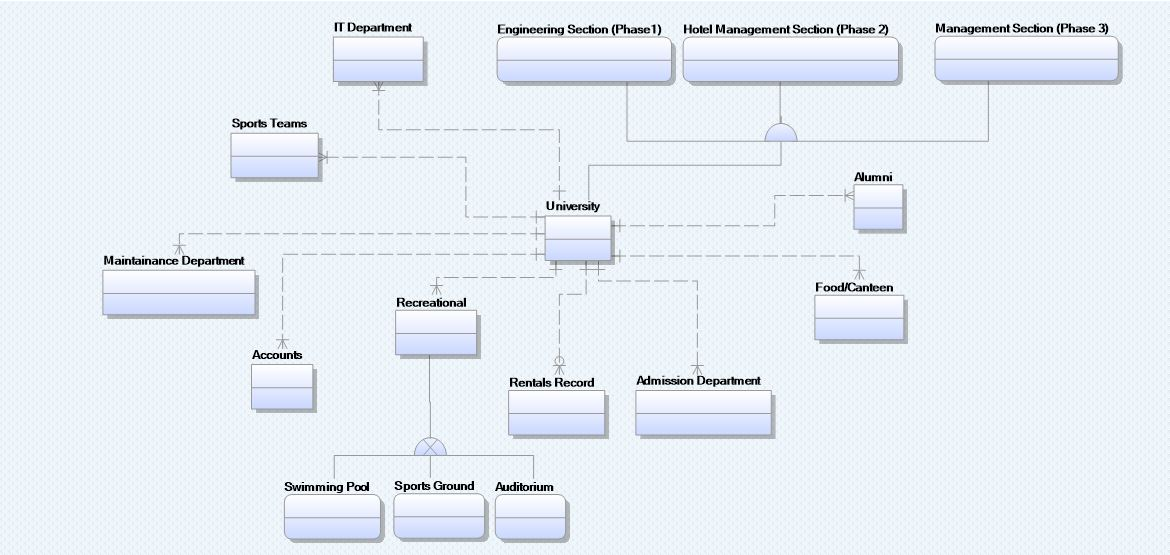 IT Department
Engineering Section (Phase1)
Hotel Management Section (Phase 2)
Management Section (Phase 3)
Sports Teams
Alumni
University
Maintainance Department
Food/Canteen
Recreational
Accounts
Rentals Record
Admission Department
Swimming Pool
Sports Ground
Auditorium